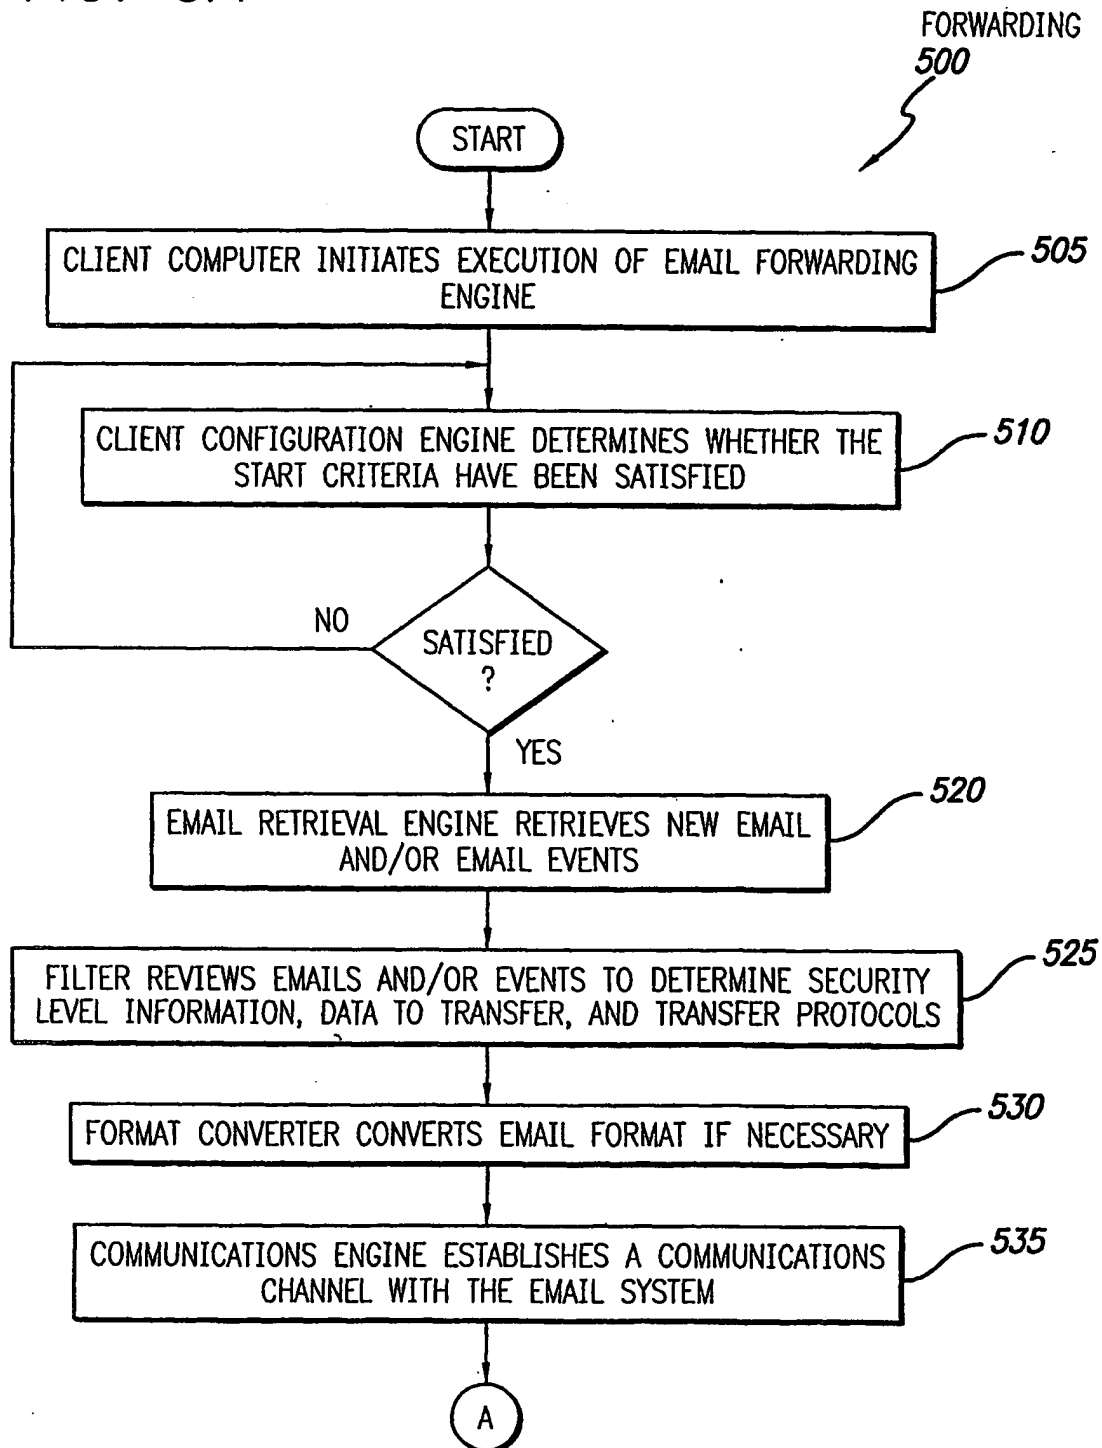 FORWARDING
500
START
CLIENT COMPUTER INITIATES EXECUTION OF EMAIL FORWARDING
ENGINE
505
CLIENT CONFIGURATION ENGINE DETERMINES WHETHER THE
START CRITERIA HAVE BEEN SATISFIED
510
NO
SATISFIED
?
YES
EMAIL RETRIEVAL ENGINE RETRIEVES NEW EMAIL
AND/OR EMAIL EVENTS
520
FILTER REVIEWS EMAILS AND/OR EVENTS TO DETERMINE SECURITY
LEVEL INFORMATION, DATA TO TRANSFER, AND TRANSFER PROTOCOLS
525
FORMAT CONVERTER CONVERTS EMAIL FORMAT IF NECESSARY
530
COMMUNICATIONS ENGINE ESTABLISHES A COMMUNICATIONS
CHANNEL WITH THE EMAIL SYSTEM
535
A